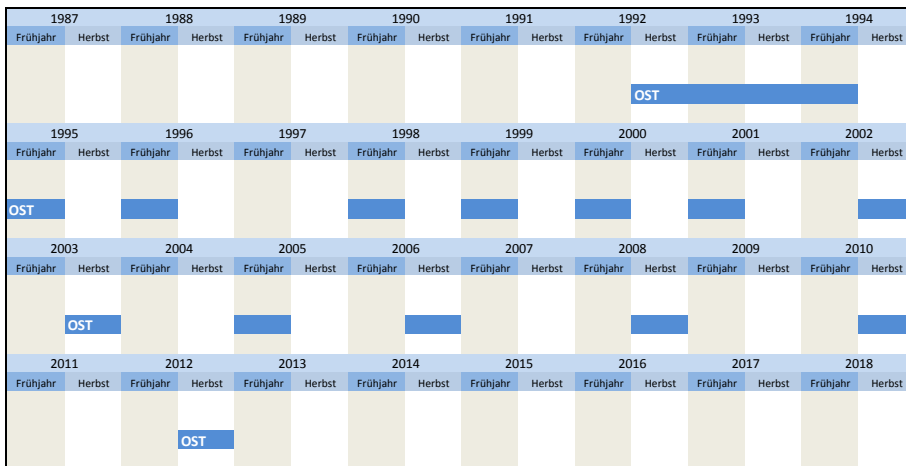 1987 1988 1989 1990 1991 1992 1993 1994
Frühjahr Herbst Frühjahr Herbst Frühjahr Herbst Frühjahr Herbst Frühjahr Herbst Frühjahr Herbst Frühjahr Herbst Frühjahr Herbst
OST
1995 1996 1997 1998 1999 2000 2001 2002
Frühjahr Herbst Frühjahr Herbst Frühjahr Herbst Frühjahr Herbst Frühjahr Herbst Frühjahr Herbst Frühjahr Herbst Frühjahr Herbst
OST
2003 2004 2005 2006 2007 2008 2009 2010
Frühjahr Herbst Frühjahr Herbst Frühjahr Herbst Frühjahr Herbst Frühjahr Herbst Frühjahr Herbst Frühjahr Herbst Frühjahr Herbst
OST
2011 2012 2013 2014 2015 2016 2017 2018
Frühjahr Herbst Frühjahr Herbst Frühjahr Herbst Frühjahr Herbst Frühjahr Herbst Frühjahr Herbst Frühjahr Herbst Frühjahr Herbst
OST